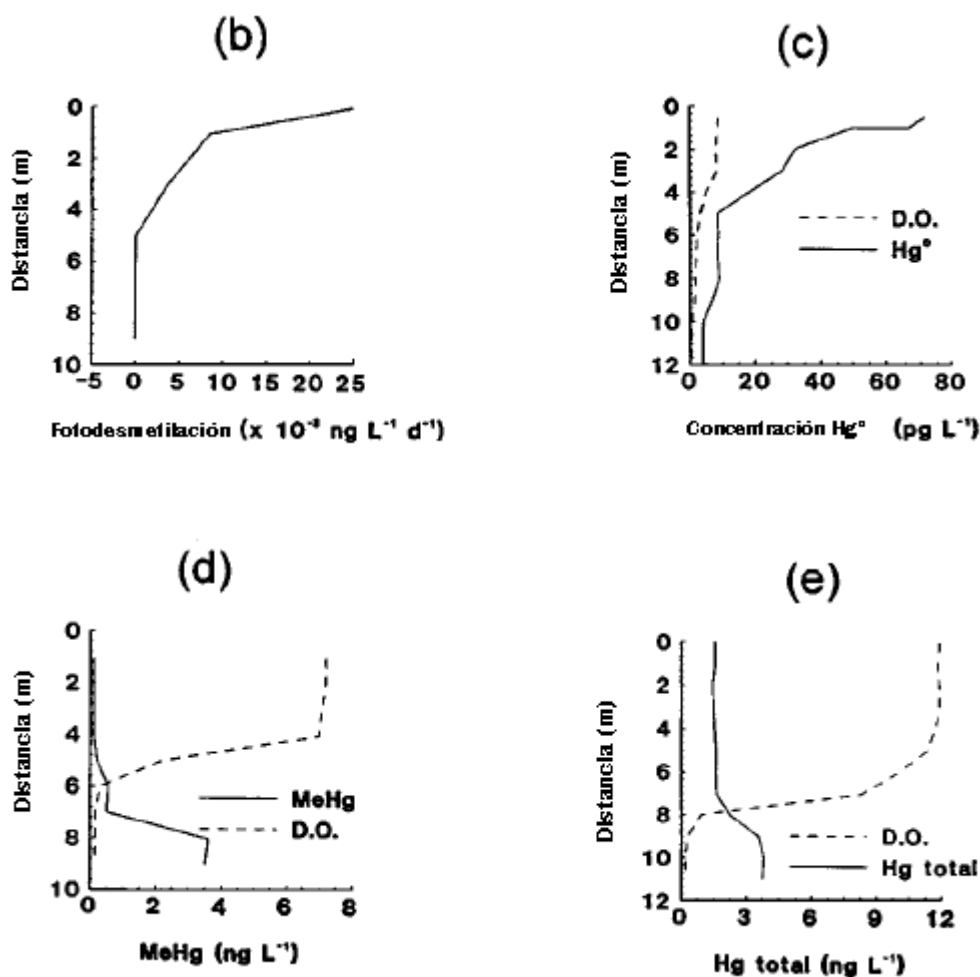 (b)
0
2
4
6
8
10
Distancia (m)
-5 0 5 10 15 20 25
Fotodesmetilación (x 10⁻³ ng L⁻¹ d⁻¹)
(c)
0
2
4
6
8
10
12
Distancia (m)
D.O.
Hg°
0 20 40 60 80
Concentración Hg° (pg L⁻¹)
(d)
0
2
4
6
8
10
Distancia (m)
MeHg
D.O.
0 2 4 6 8
MeHg (ng L⁻¹)
(e)
0
2
4
6
8
10
12
Distancia (m)
D.O.
Hg total
0 3 6 9 12
Hg total (ng L⁻¹)